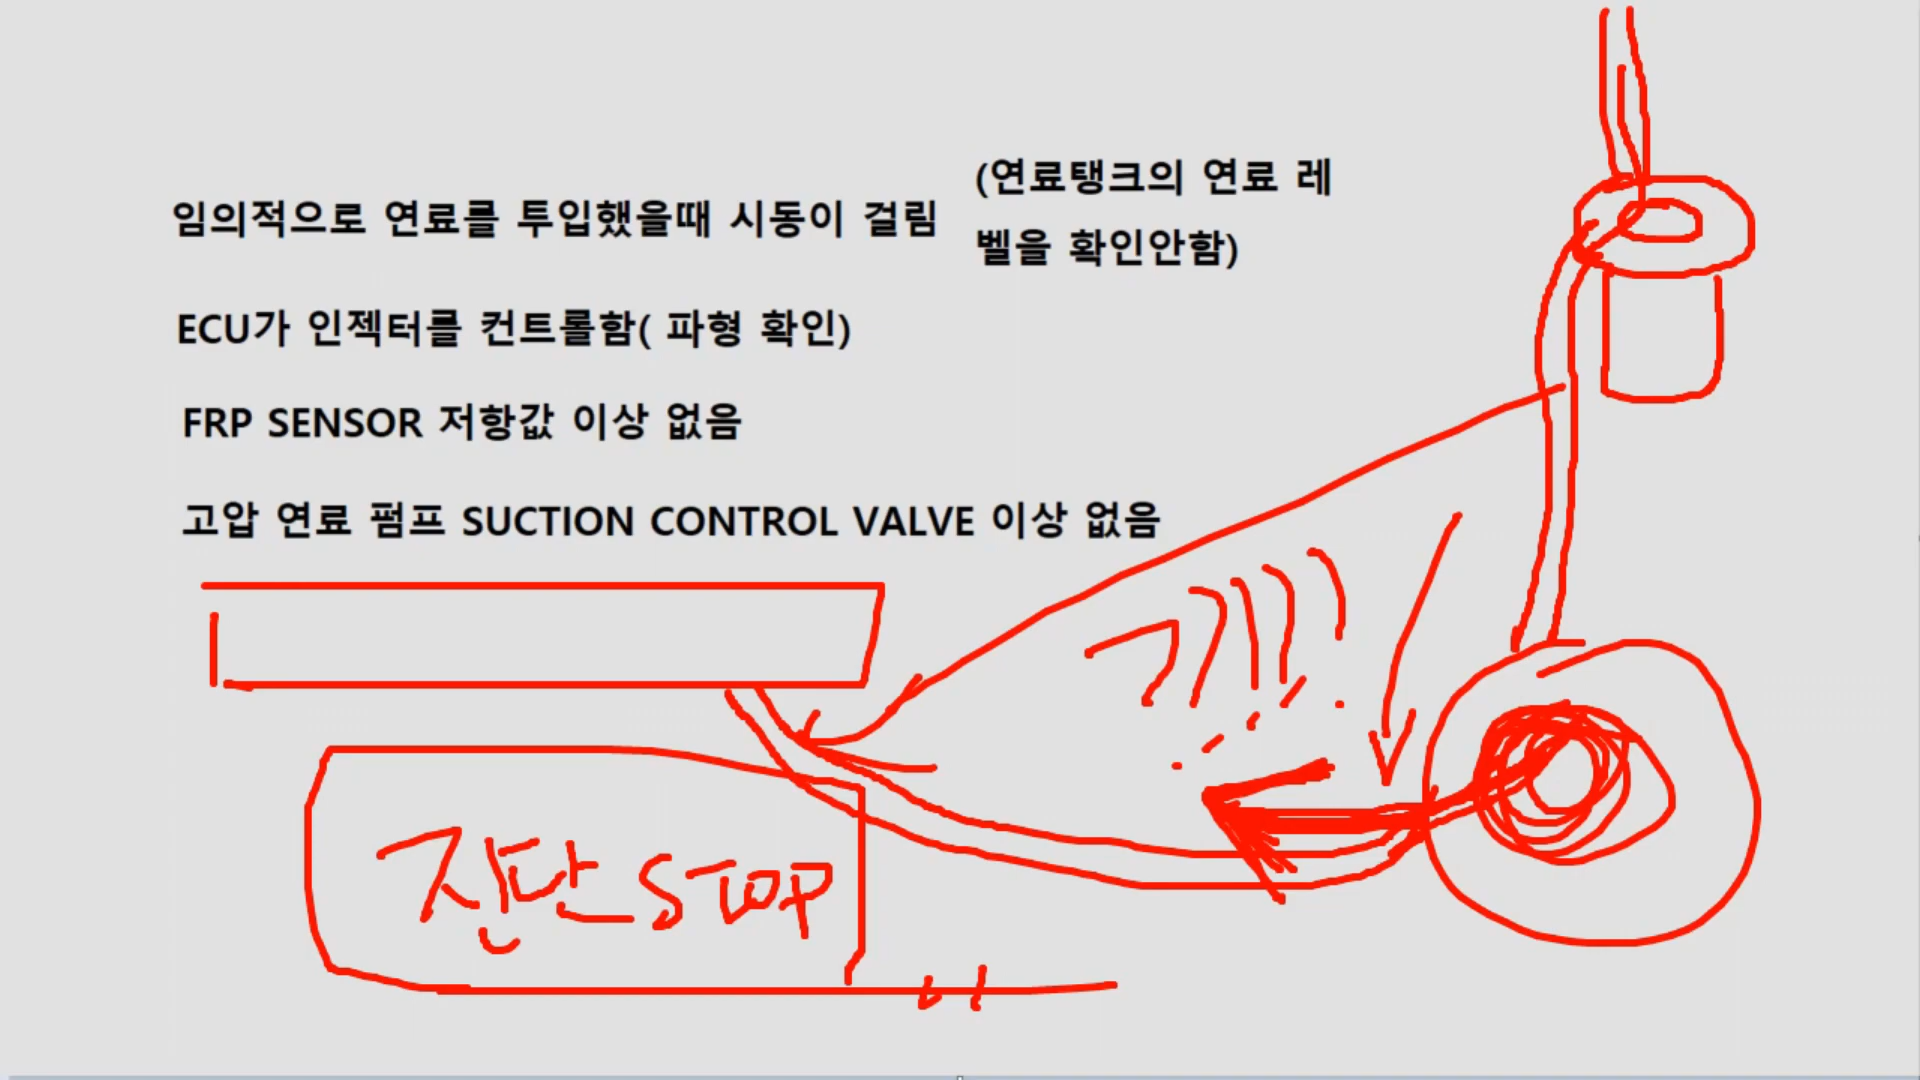 임의적으로 연료를 투입했을때 시동이 걸림
(연료탱크의 연료 레
벨을 확인안함)
ECU가 인젝터를 컨트롤함( 파형 확인)
FRP SENSOR 저항값 이상 없음
고압 연료 펌프 SUCTION CONTROL VALVE 이상 없음
진단 STOP